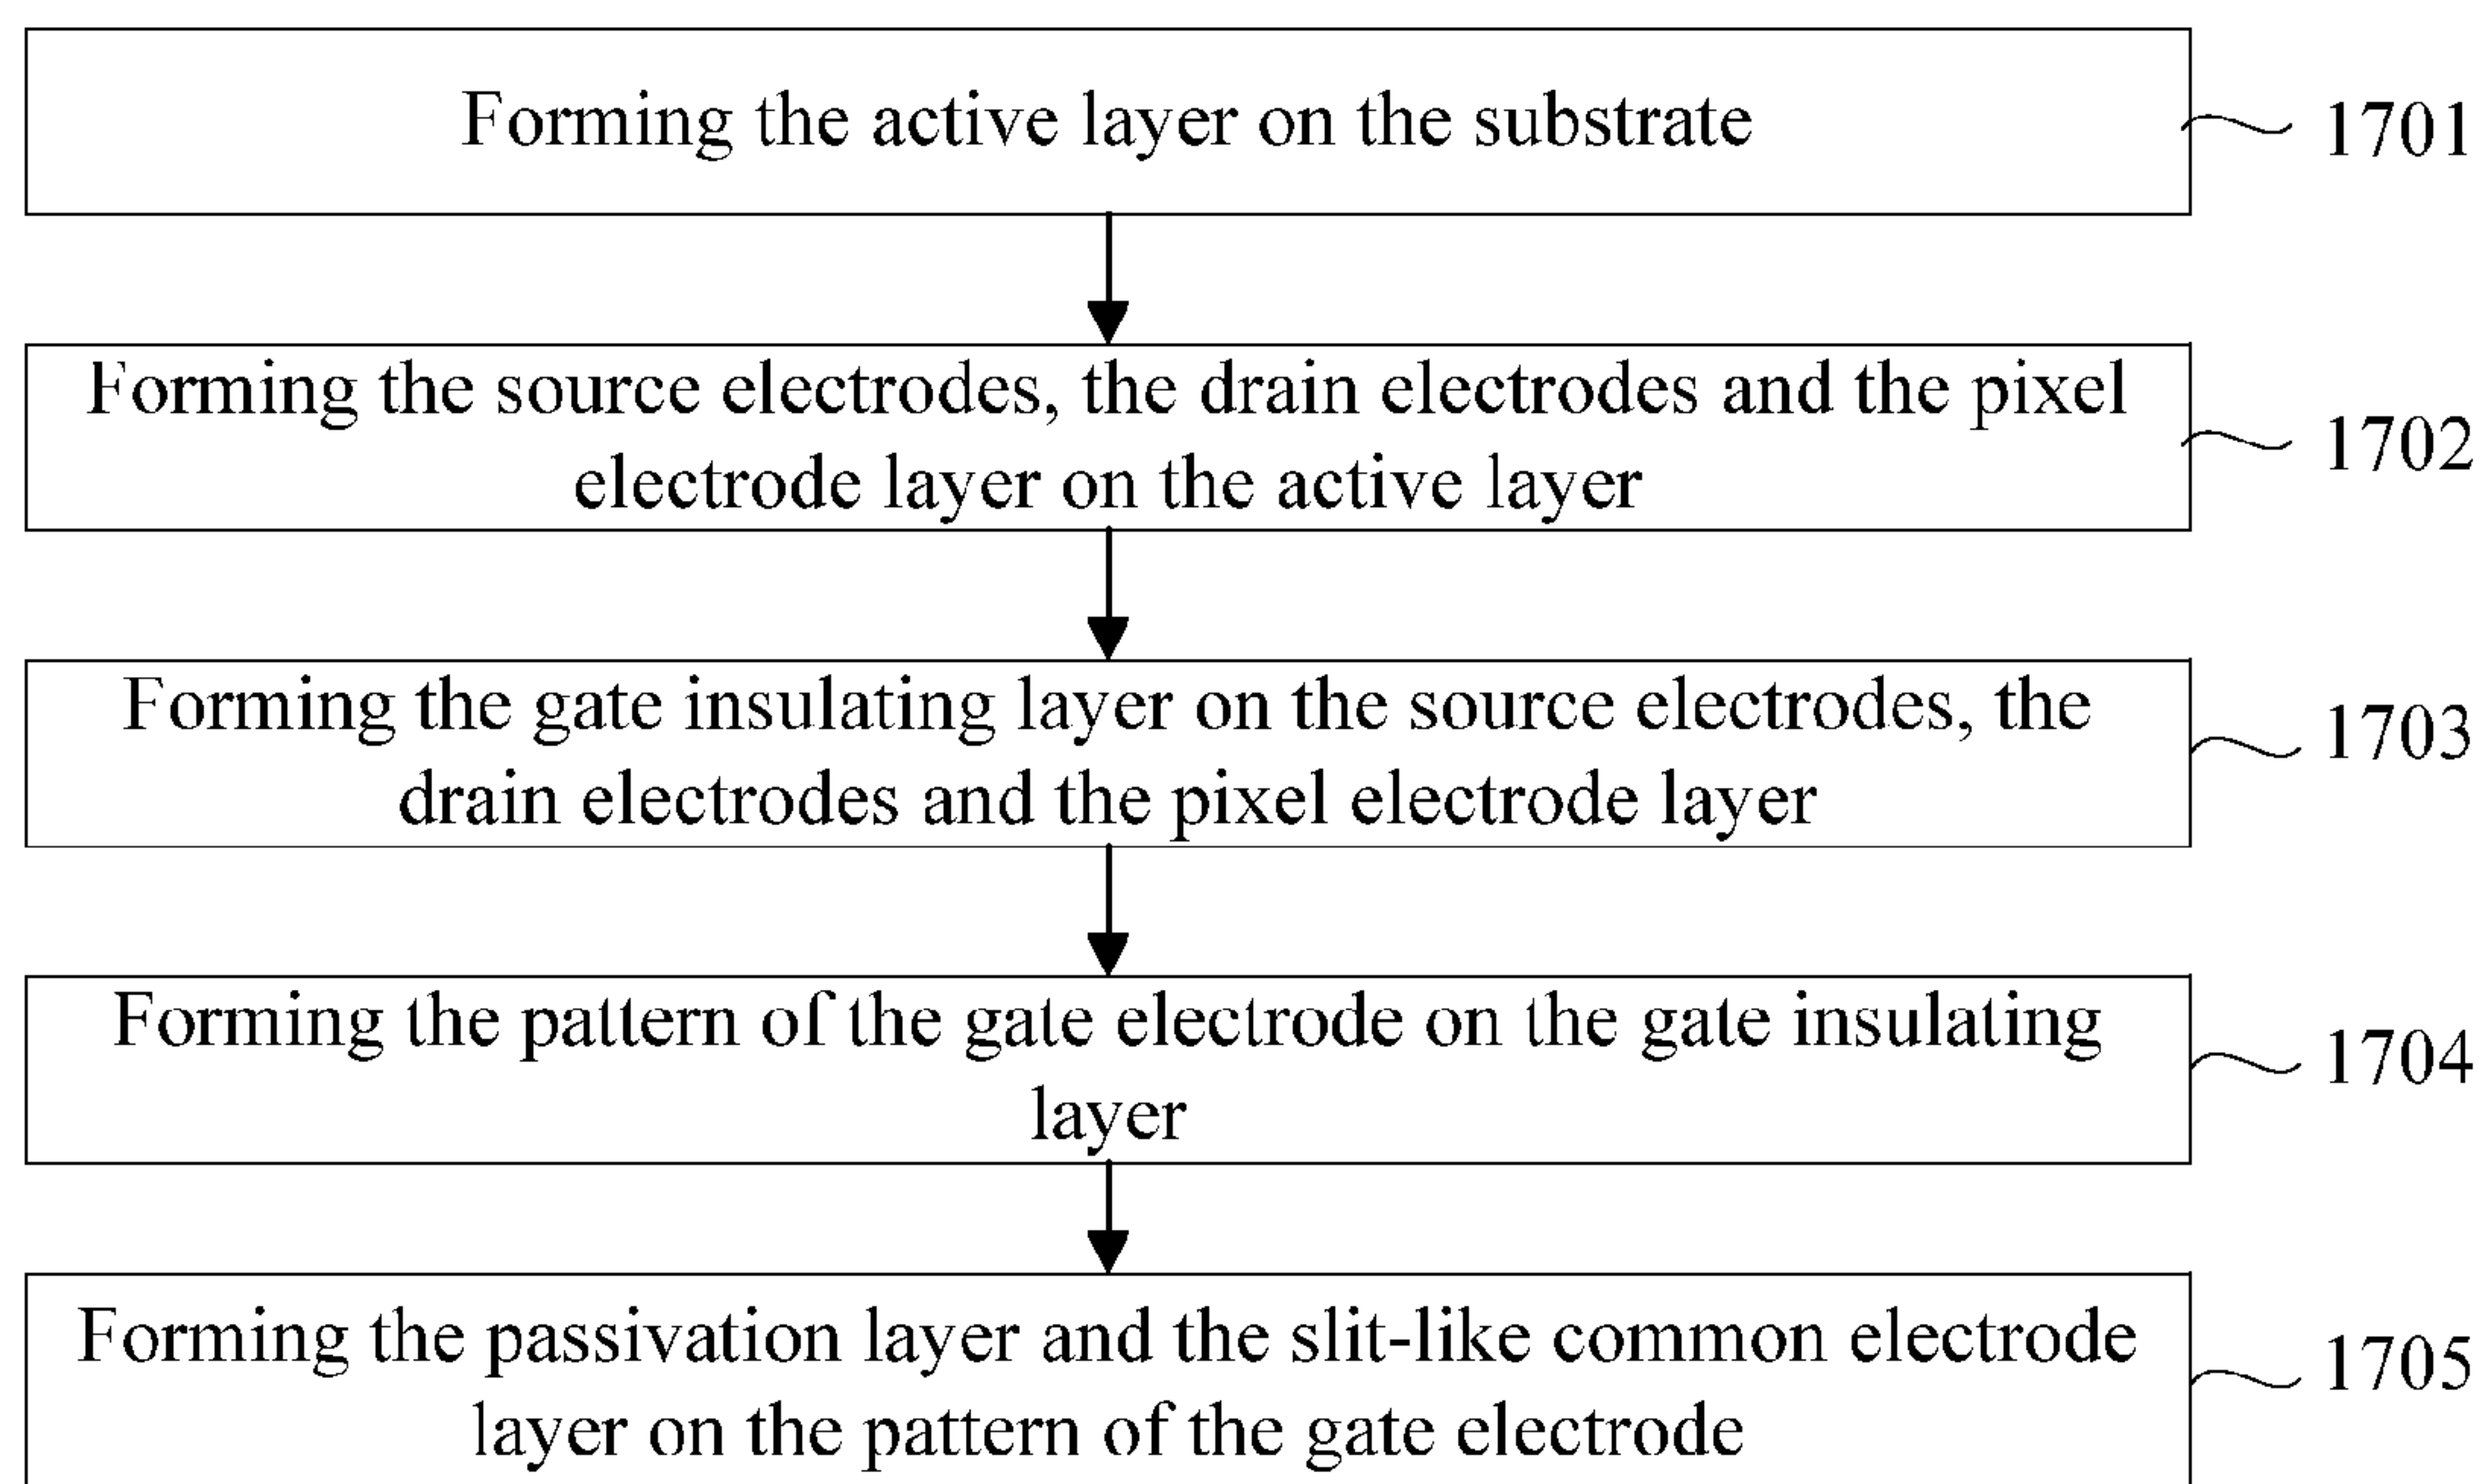 Forming the active layer on the substrate
1701
Forming the source electrodes, the drain electrodes and the pixel
electrode layer on the active layer
1702
Forming the gate insulating layer on the source electrodes, the
drain electrodes and the pixel electrode layer
1703
Forming the pattern of the gate electrode on the gate insulating
layer
1704
Forming the passivation layer and the slit-like common electrode
layer on the pattern of the gate electrode
1705